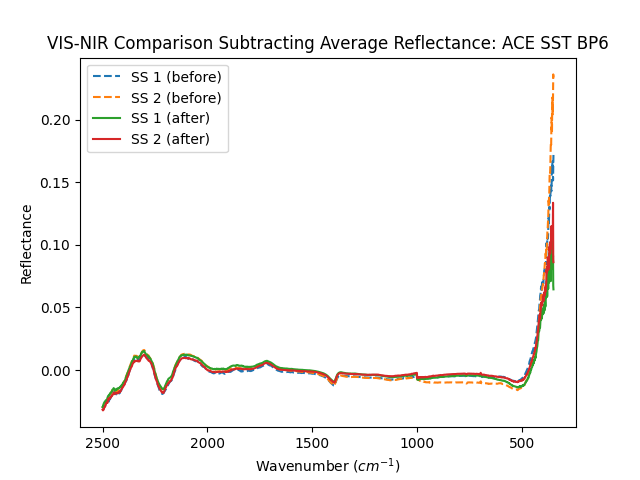 VIS-NIR Comparison Subtracting Average Reflectance: ACE SST BP6
SS 1 (before)
SS 2 (before)
SS 1 (after)
SS 2 (after)
Reflectance
0.20
0.15
0.10
0.05
0.00
2500 2000 1500 1000 500
Wavenumber (cm⁻¹)